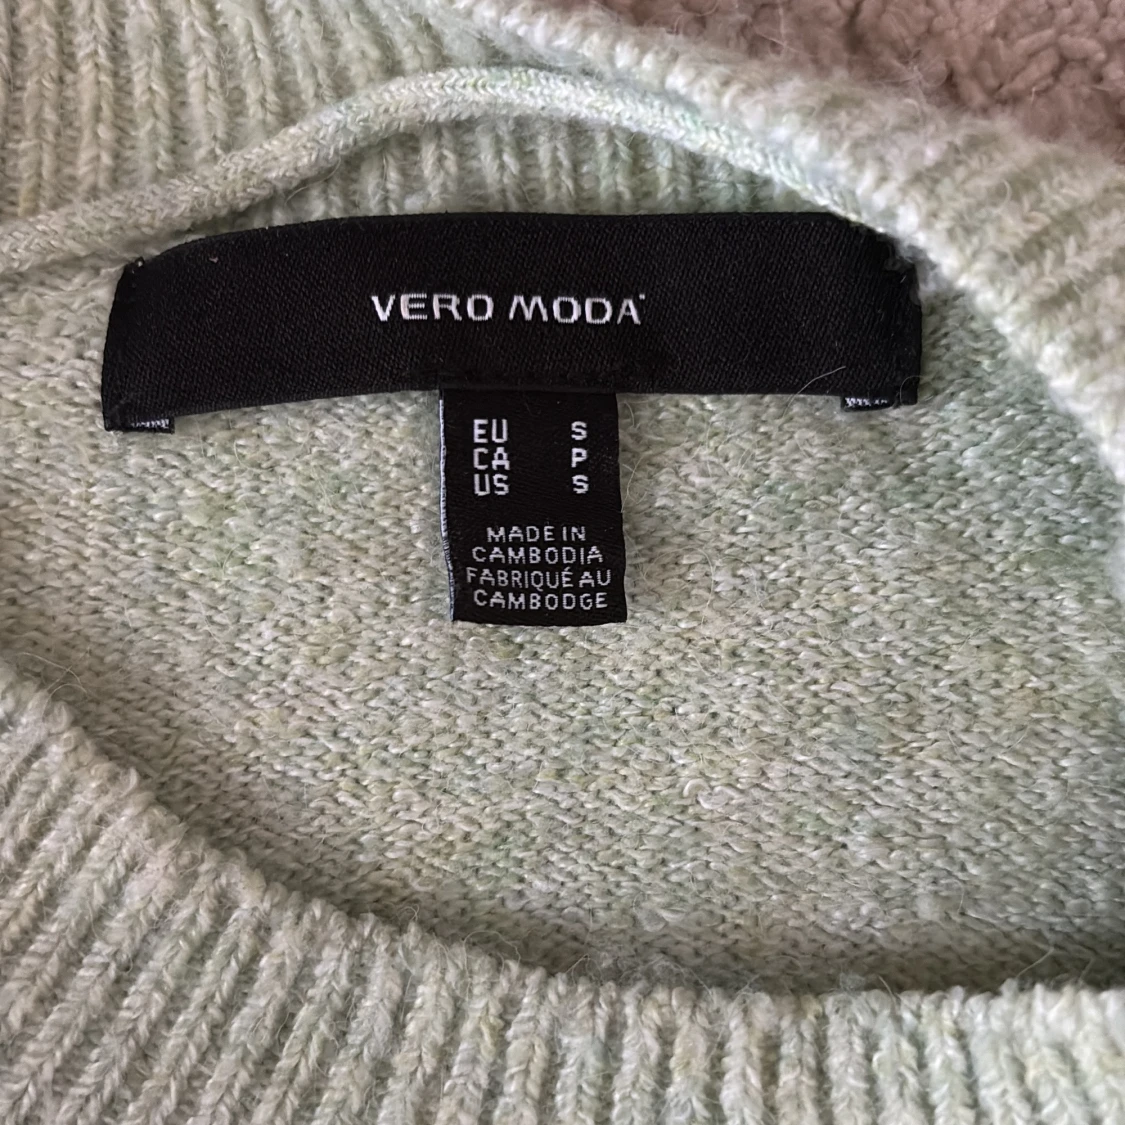 VERO MODA
EU S
CA P
US S
MADE IN
CAMBODIA
FABRIQUÉ AU
CAMBODGE